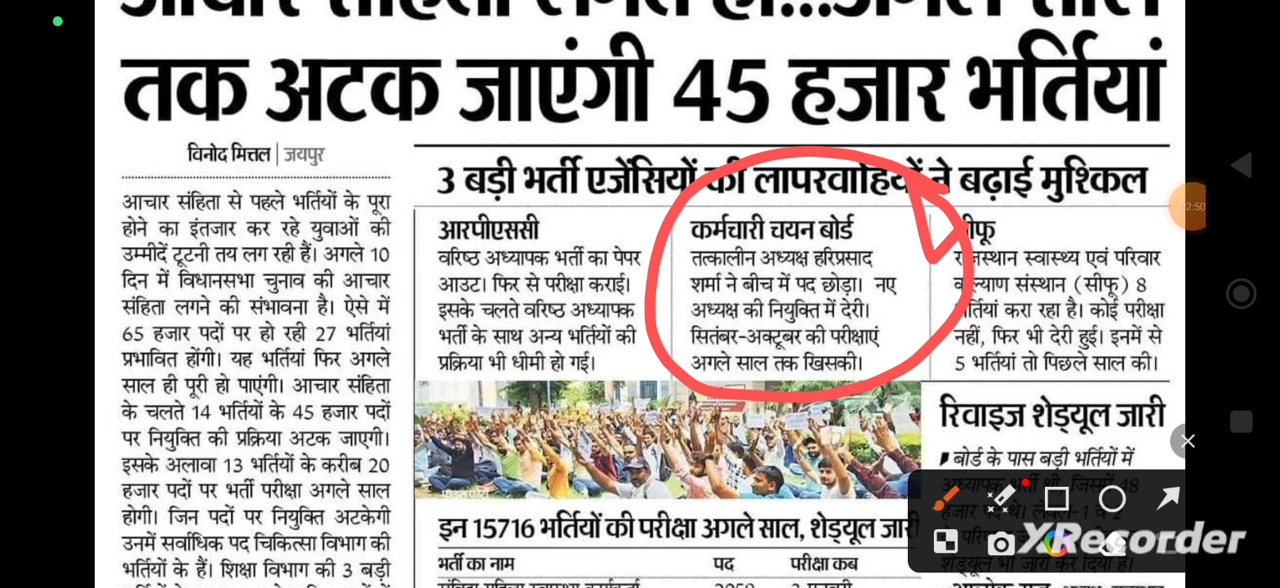 तक अटक जाएंगी 45 हजार भर्तियां
विनोद मित्तल | जयपुर
आचार संहिता से पहले भर्तियों के पूरा
होने का इंतजार कर रहे युवाओं की
उम्मीदें टूटनी तय लग रही हैं। अगले 10
दिन में विधानसभा चुनाव की आचार
संहिता लगने की संभावना है। ऐसे में
65 हजार पदों पर हो रही 27 भर्तियां
प्रभावित होंगी। यह भर्तियां फिर अगले
साल ही पूरी हो पाएंगी। आचार संहिता
के चलते 14 भर्तियों के 45 हजार पदों
पर नियुक्ति की प्रक्रिया अटक जाएगी।
इसके अलावा 13 भर्तियों के करीब 20
हजार पदों पर भर्ती परीक्षा अगले साल
होगी। जिन पदों पर नियुक्ति अटकेगी
उनमें सर्वाधिक पद चिकित्सा विभाग की
भर्तियों के हैं। शिक्षा विभाग की 3 बड़ी
3 बड़ी भर्ती एजेंसियों की लापरवाहियों ने बढ़ाई मुश्किल
आरपीएससी
वरिष्ठ अध्यापक भर्ती का पेपर
आउट। फिर से परीक्षा कराई।
इसके चलते वरिष्ठ अध्यापक
भर्ती के साथ अन्य भर्तियों की
प्रक्रिया भी धीमी हो गई।
कर्मचारी चयन बोर्ड
तत्कालीन अध्यक्ष हरिप्रसाद
शर्मा ने बीच में पद छोड़ा। नए
अध्यक्ष की नियुक्ति में देरी।
सितंबर-अक्टूबर की परीक्षाएं
अगले साल तक खिसकी।
स्वास्थ्य एवं परिवार
संस्थान (सीफू) 8
भर्तियां करा रहा है। कोई परीक्षा
नहीं, फिर भी देरी हुई। इनमें से
5 भर्तियां तो पिछले साल की।
इन 15716 भर्तियों की परीक्षा अगले साल, शेड्यूल जारी
भर्ती का नाम पद परीक्षा कब
रिवाइज शेड्यूल जारी
बोर्ड के पास बड़ी भर्तियों में
2:50
XRecorder